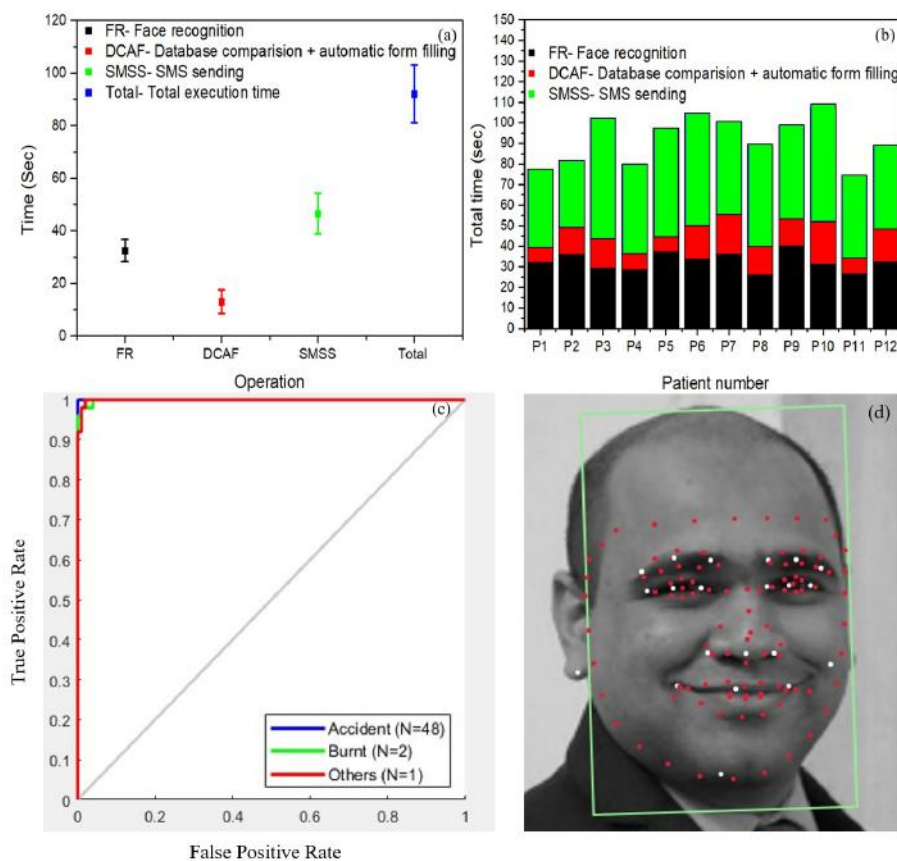 120
100
80
60
40
20
0
Time (Sec)
(a)
FR- Face recognition
DCAF- Database comparision + automatic form filling
SMSS- SMS sending
Total- Total execution time
FR DCAF SMSS Total
Operation
150
140
130
120
110
100
90
80
70
60
50
40
30
20
10
0
Total time (sec)
(b)
FR- Face recognition
DCAF- Database comparision + automatic form filling
SMSS- SMS sending
P1 P2 P3 P4 P5 P6 P7 P8 P9 P10 P11 P12
Patient number
1
0.9
0.8
0.7
0.6
0.5
0.4
0.3
0.2
0.1
0
True Positive Rate
(c)
Accident (N=48)
Burnt (N=2)
Others (N=1)
0 0.2 0.4 0.6 0.8 1
False Positive Rate
(d)